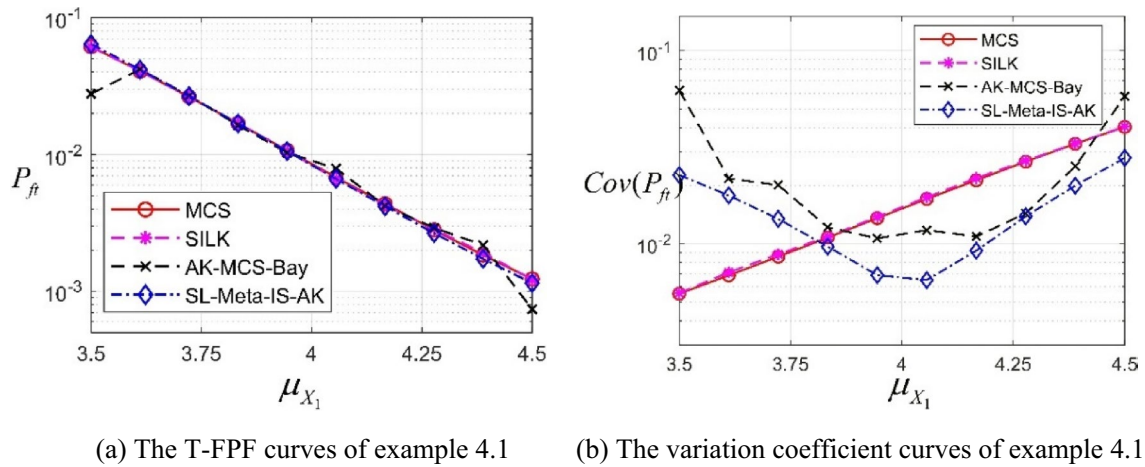 10⁻¹
10⁻²
10⁻³
P_ft
MCS
SILK
AK-MCS-Bay
SL-Meta-IS-AK
3.5 3.75 4 4.25 4.5
μ_X₁
(a) The T-FPF curves of example 4.1
10⁻¹
10⁻²
Cov(P_ft)
MCS
SILK
AK-MCS-Bay
SL-Meta-IS-AK
3.5 3.75 4 4.25 4.5
μ_X₁
(b) The variation coefficient curves of example 4.1